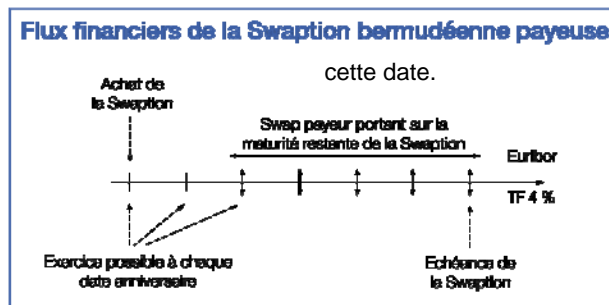 Flux financiers de la Swaption bermudéenne payeuse
cette date.
Achat de
la Swaption
Swap payeur portant sur la
maturité restante de la Swaption
Euribor
TF 4 %
Exercice possible à chaque
date anniversaire
Echéance de
la Swaption